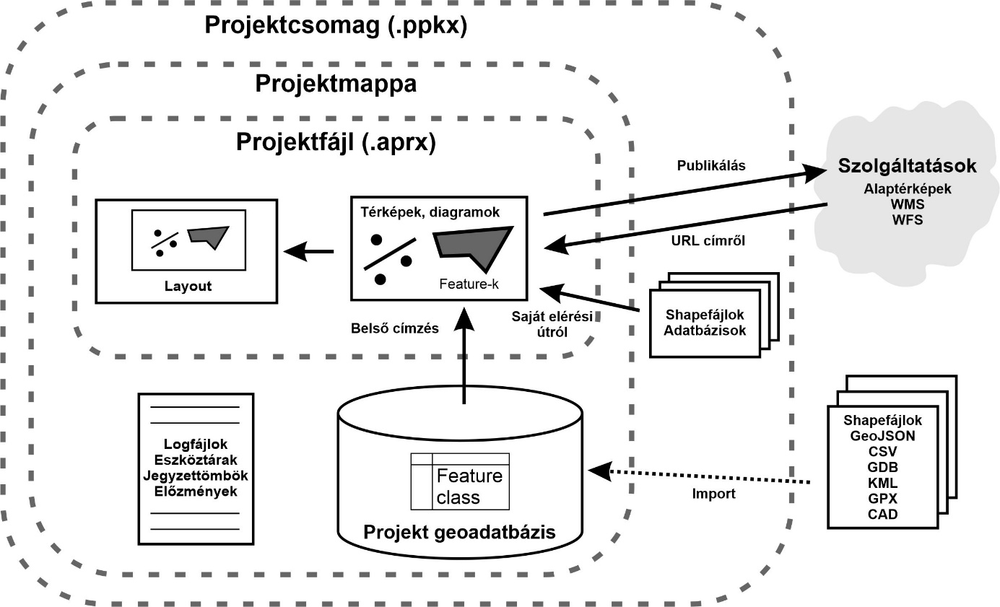 Projektcsomag (.ppkx)
Projektmappa
Projektfájl (.aprx)
Publikálás
Szolgáltatások
Alaptérképek
WMS
WFS
Térképek, diagramok
Feature-k
Layout
URL címről
Belső címzés
Saját elérési
útról
Shapefájlok
Adatbázisok
Logfájlok
Eszköztárak
Jegyzettömbök
Előzmények
Feature
class
Projekt geoadatbázis
Import
Shapefájlok
GeoJSON
CSV
GDB
KML
GPX
CAD